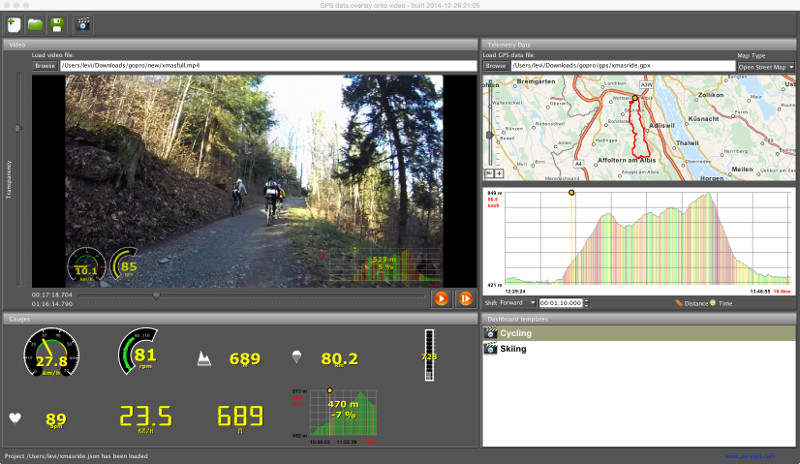 GPS data overlay onto video - built 2014-12-26 21:05
Video
Load video file:
Browse /Users/levi/Downloads/gopro/new/xmasfull.mp4
Transparency
10.1
km/h
85
rpm
523 m
5 %
00:17:18.704
01:16:34.790
Telemetry Data
Load GPS data file:
Map Type
Browse /Users/levi/Downloads/gopro/gps/xmasride.gpx
Open Street Map
Bremgarten
A3W
Zollikon
Küsnacht
Adliswil
Thalwil
Affoltern am Albis
A4
Horgen
849 m
421 m
12:29:24
13:46:55
Shift Forward 00:01:10.000
Distance Time
Gauges
27.8
km/h
81
rpm
689
80.2
89
bpm
23.5
KM/H
689
470 m
-7 %
Dashboard templates
Cycling
Skiing
Project /Users/levi/xmasride.json has been loaded